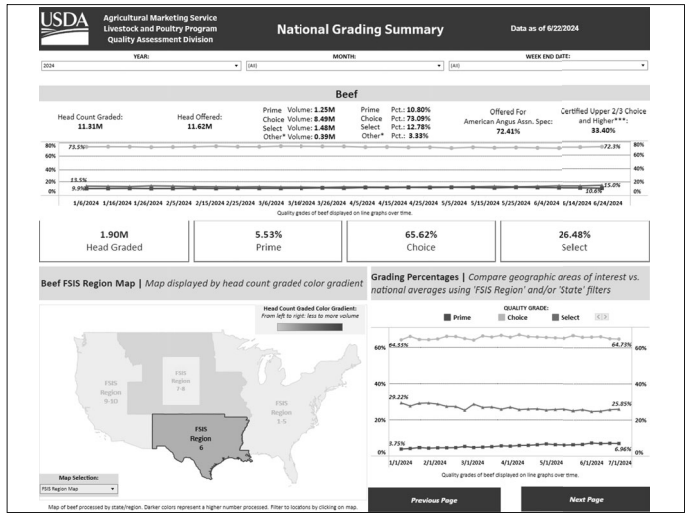 USDA
Agricultural Marketing Service
Livestock and Poultry Program
Quality Assessment Division
National Grading Summary
Data as of 6/22/2024
YEAR:
MONTH:
WEEK END DATE:
2024
(All)
(All)
Beef
Head Count Graded:
11.31M
Head Offered:
11.62M
Prime Volume: 1.25M
Choice Volume: 8.49M
Select Volume: 1.48M
Other* Volume: 0.39M
Prime Pct.: 10.80%
Choice Pct.: 73.09%
Select Pct.: 12.78%
Other* Pct.: 3.33%
Offered For
American Angus Assn. Spec:
72.41%
Certified Upper 2/3 Choice
and Higher***:
33.40%
80% 73.5% 72.3% 80%
60% 60%
40% 40%
20% 15.5% 15.0% 20%
0% 9.9% 10.6% 0%
1/6/2024 1/16/2024 1/26/2024 2/5/2024 2/15/2024 2/25/2024 3/6/2024 3/16/2024 3/26/2024 4/5/2024 4/15/2024 4/25/2024 5/5/2024 5/15/2024 5/25/2024 6/4/2024 6/14/2024 6/24/2024
Quality grades of beef displayed on line graphs over time.
1.90M
Head Graded
5.53%
Prime
65.62%
Choice
26.48%
Select
Beef FSIS Region Map | Map displayed by head count graded color gradient
Head Count Graded Color Gradient:
From left to right: less to more volume
FSIS
Region
9-10
FSIS
Region
7-8
FSIS
Region
1-5
FSIS
Region
6
Map Selection:
FSIS Region Map
Map of beef processed by state/region. Darker colors represent a higher number processed. Filter to locations by clicking on map.
Grading Percentages | Compare geographic areas of interest vs.
national averages using 'FSIS Region' and/or 'State' filters
QUALITY GRADE:
Prime Choice Select
60% 64.33% 64.73% 60%
40% 40%
29.22% 25.85%
20% 20%
3.75% 6.96%
0% 0%
1/1/2024 2/1/2024 3/1/2024 4/1/2024 5/1/2024 6/1/2024 7/1/2024
Quality grades of beef displayed on line graphs over time.
Previous Page
Next Page